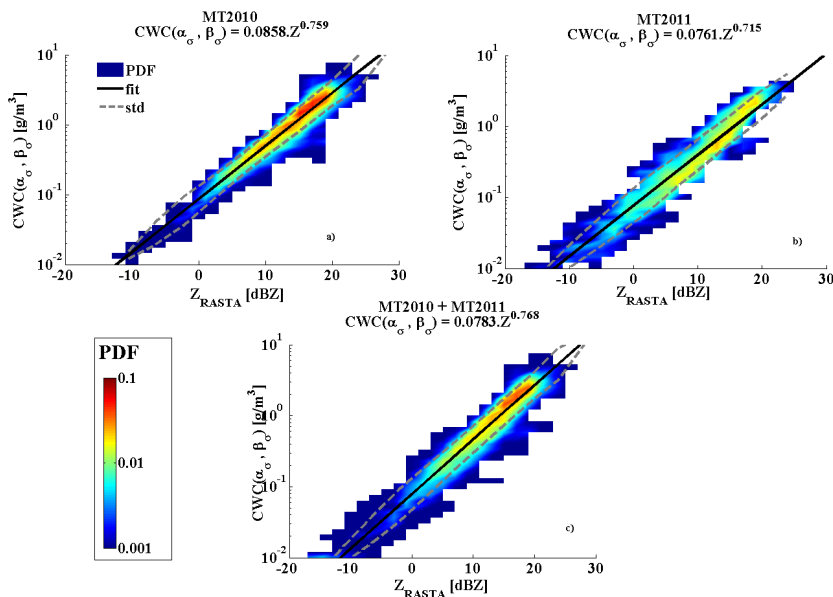 MT2010
CWC(α_σ , β_σ) = 0.0858.Z^0.759
10^1
10^0
10^-1
10^-2
CWC(α_σ , β_σ) [g/m^3]
PDF
fit
std
a)
-20
-10
0
10
20
30
Z_RASTA [dBZ]
MT2011
CWC(α_σ , β_σ) = 0.0761.Z^0.715
10^1
10^0
10^-1
10^-2
CWC(α_σ , β_σ) [g/m^3]
b)
-20
-10
0
10
20
30
Z_RASTA [dBZ]
PDF
0.1
0.01
0.001
MT2010 + MT2011
CWC(α_σ , β_σ) = 0.0783.Z^0.768
10^1
10^0
10^-1
10^-2
CWC(α_σ , β_σ) [g/m^3]
c)
-20
-10
0
10
20
30
Z_RASTA [dBZ]